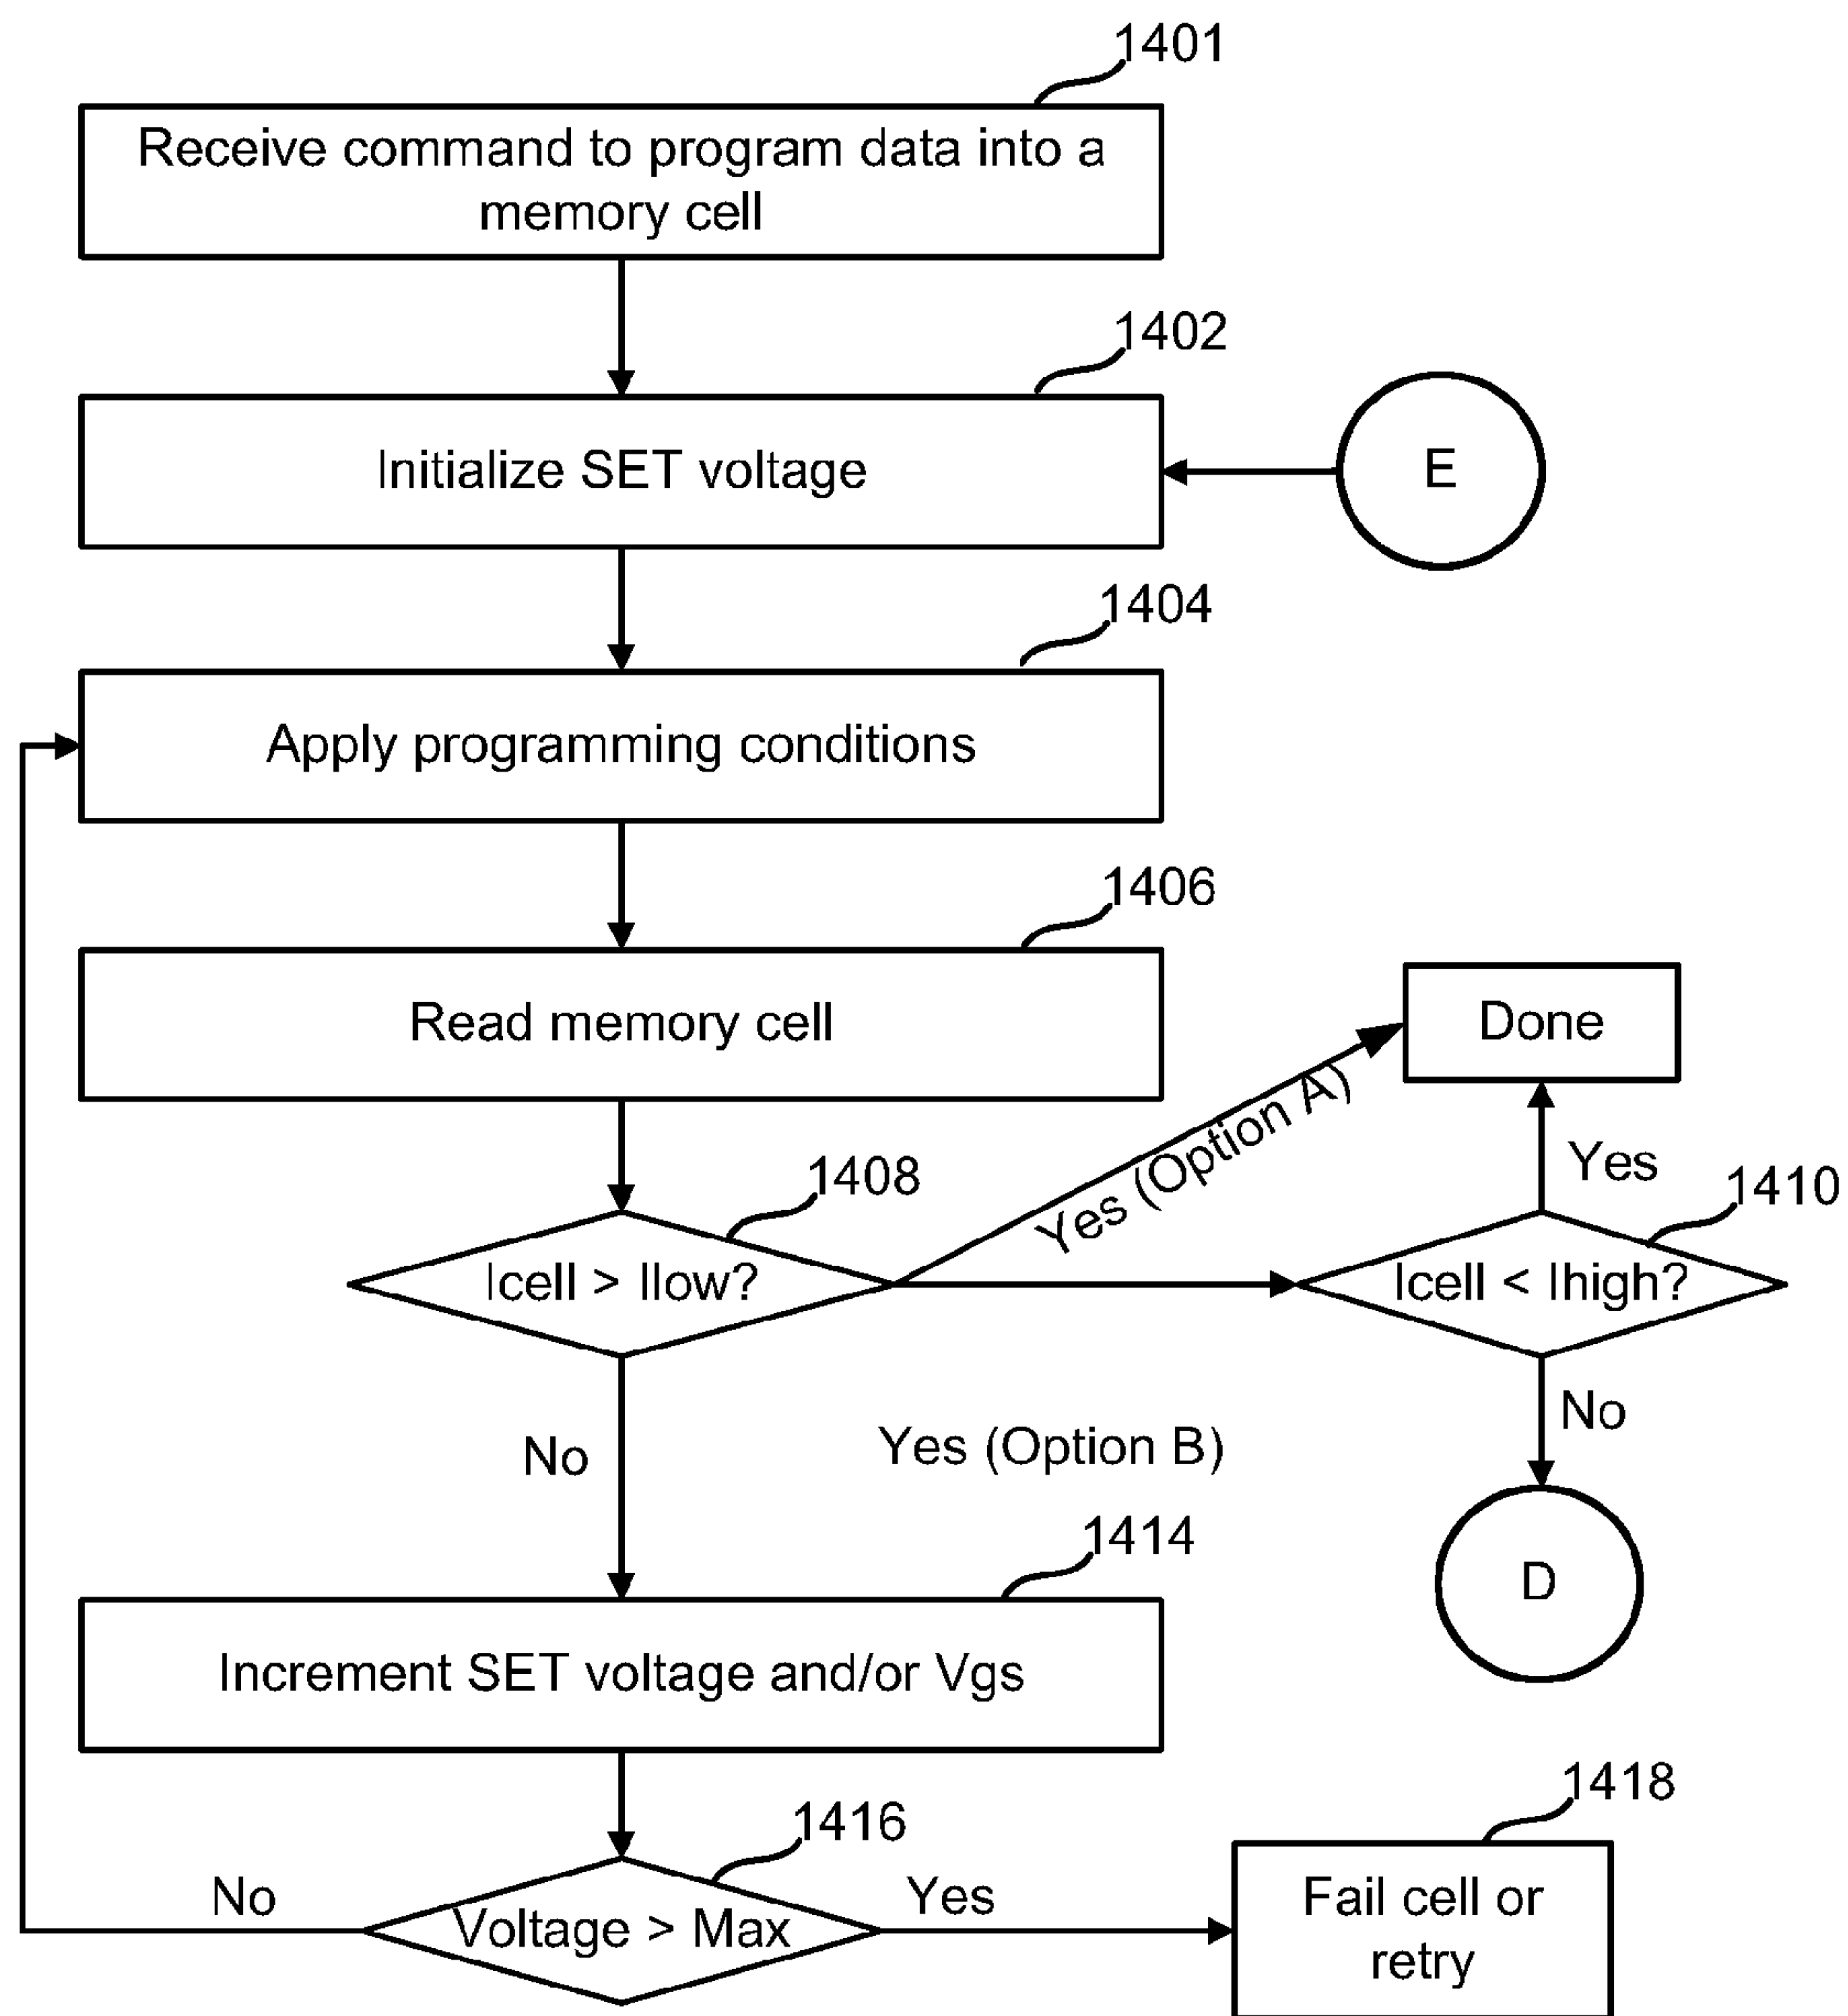 1401
Receive command to program data into a
memory cell
1402
Initialize SET voltage
E
1404
Apply programming conditions
1406
Read memory cell
Done
Yes (Option A)
Yes
1408
1410
Icell > Ilow?
Icell < Ihigh?
No
No
Yes (Option B)
D
1414
Increment SET voltage and/or Vgs
1416
1418
No
Yes
Voltage > Max
Fail cell or
retry